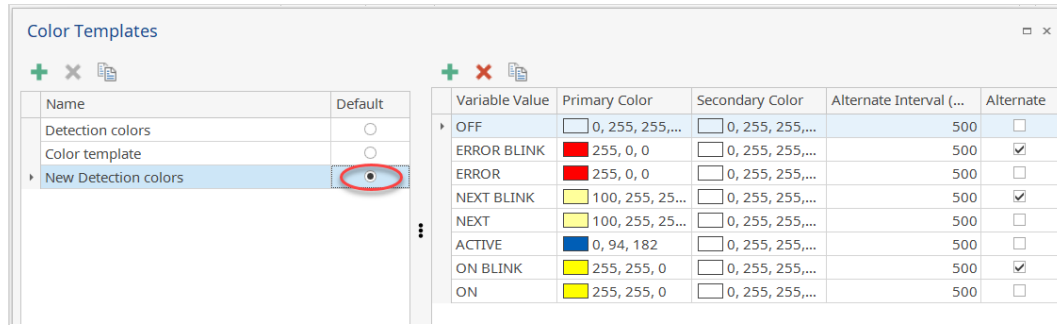 Color Templates
Name Default
Detection colors
Color template
New Detection colors
Variable Value Primary Color Secondary Color Alternate Interval (... Alternate
OFF 0, 255, 255,... 0, 255, 255,... 500
ERROR BLINK 255, 0, 0 0, 255, 255,... 500
ERROR 255, 0, 0 0, 255, 255,... 500
NEXT BLINK 100, 255, 25... 0, 255, 255,... 500
NEXT 100, 255, 25... 0, 255, 255,... 500
ACTIVE 0, 94, 182 0, 255, 255,... 500
ON BLINK 255, 255, 0 0, 255, 255,... 500
ON 255, 255, 0 0, 255, 255,... 500